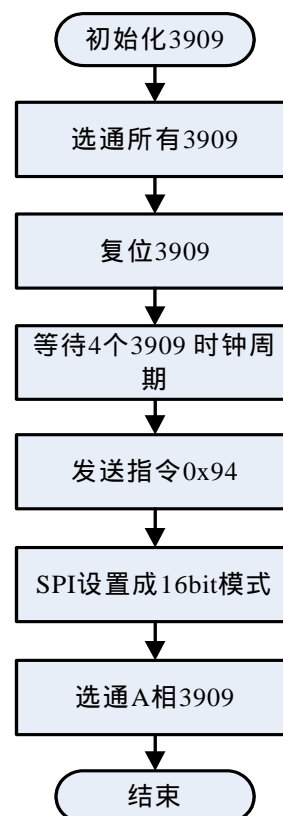 初始化3909
选通所有3909
复位3909
等待4个3909 时钟周
期
发送指令0x94
SPI设置成16bit模式
选通A相3909
结束